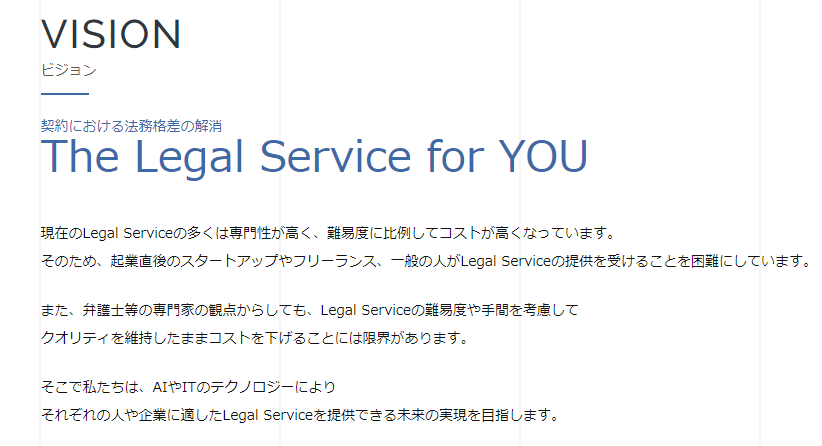 VISION
ビジョン
契約における法務格差の解消
The Legal Service for YOU
現在のLegal Serviceの多くは専門性が高く、難易度に比例してコストが高くなっています。
そのため、起業直後のスタートアップやフリーランス、一般の人がLegal Serviceの提供を受けることを困難にしています。
また、弁護士等の専門家の観点からしても、Legal Serviceの難易度や手間を考慮して
クオリティを維持したままコストを下げることには限界があります。
そこで私たちは、AIやITのテクノロジーにより
それぞれの人や企業に適したLegal Serviceを提供できる未来の実現を目指します。